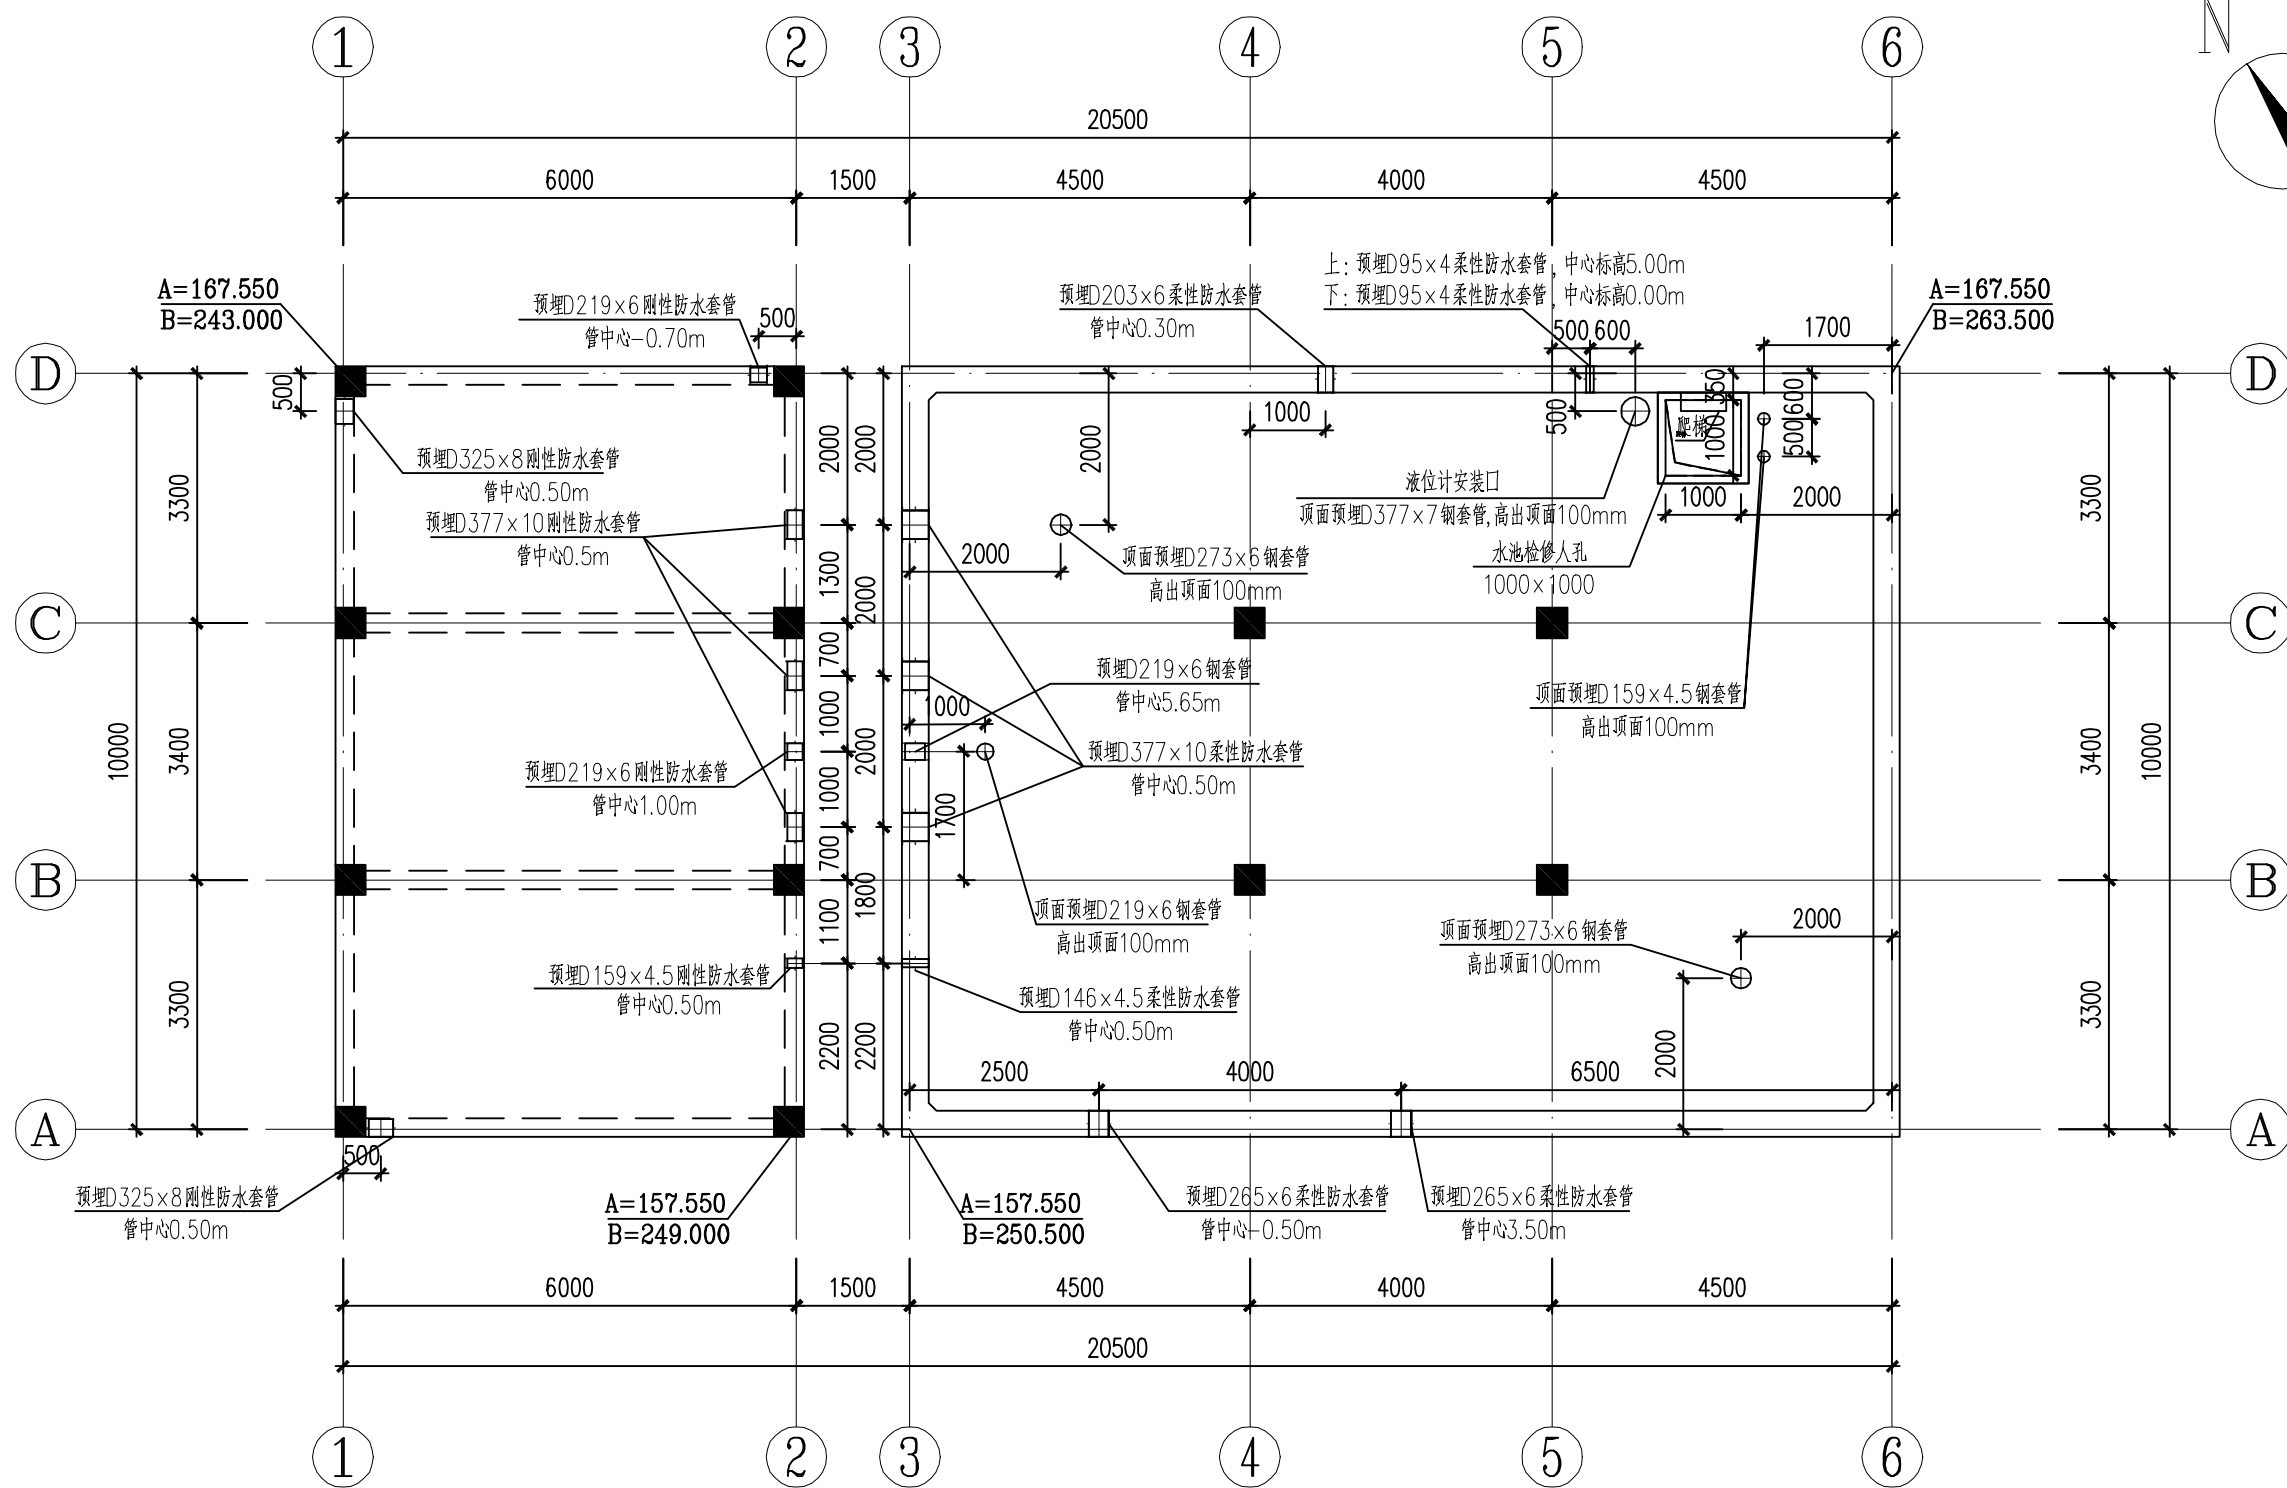 N
1
2
3
4
5
6
20500
6000
1500
4500
4000
4500
A=167.550
B=243.000
预埋D219×6刚性防水套管
管中心-0.70m
500
预埋D203×6柔性防水套管
管中心0.30m
上: 预埋D95×4柔性防水套管, 中心标高5.00m
下: 预埋D95×4柔性防水套管, 中心标高0.00m
500
600
1700
A=167.550
B=263.500
D
D
500
预埋D325×8刚性防水套管
管中心0.50m
预埋D377×10刚性防水套管
管中心0.5m
2000
2000
2000
1000
500
350
1000
爬梯
600
500
1000
2000
液位计安装口
顶面预埋D377×7钢套管,高出顶面100mm
水池检修人孔
1000×1000
2000
顶面预埋D273×6钢套管
高出顶面100mm
3300
1300
2000
3300
C
C
700
预埋D219×6钢套管
管中心5.65m
1000
顶面预埋D159×4.5钢套管
高出顶面100mm
10000
3400
1000
2000
预埋D377×10柔性防水套管
管中心0.50m
3400
10000
预埋D219×6刚性防水套管
管中心1.00m
1000
1700
700
B
B
1100
1800
顶面预埋D219×6钢套管
高出顶面100mm
顶面预埋D273×6钢套管
高出顶面100mm
2000
预埋D159×4.5刚性防水套管
管中心0.50m
预埋D146×4.5柔性防水套管
管中心0.50m
3300
2200
2200
2000
3300
2500
4000
6500
A
A
500
预埋D325×8刚性防水套管
管中心0.50m
A=157.550
B=249.000
A=157.550
B=250.500
预埋D265×6柔性防水套管
管中心-0.50m
预埋D265×6柔性防水套管
管中心3.50m
6000
1500
4500
4000
4500
20500
1
2
3
4
5
6